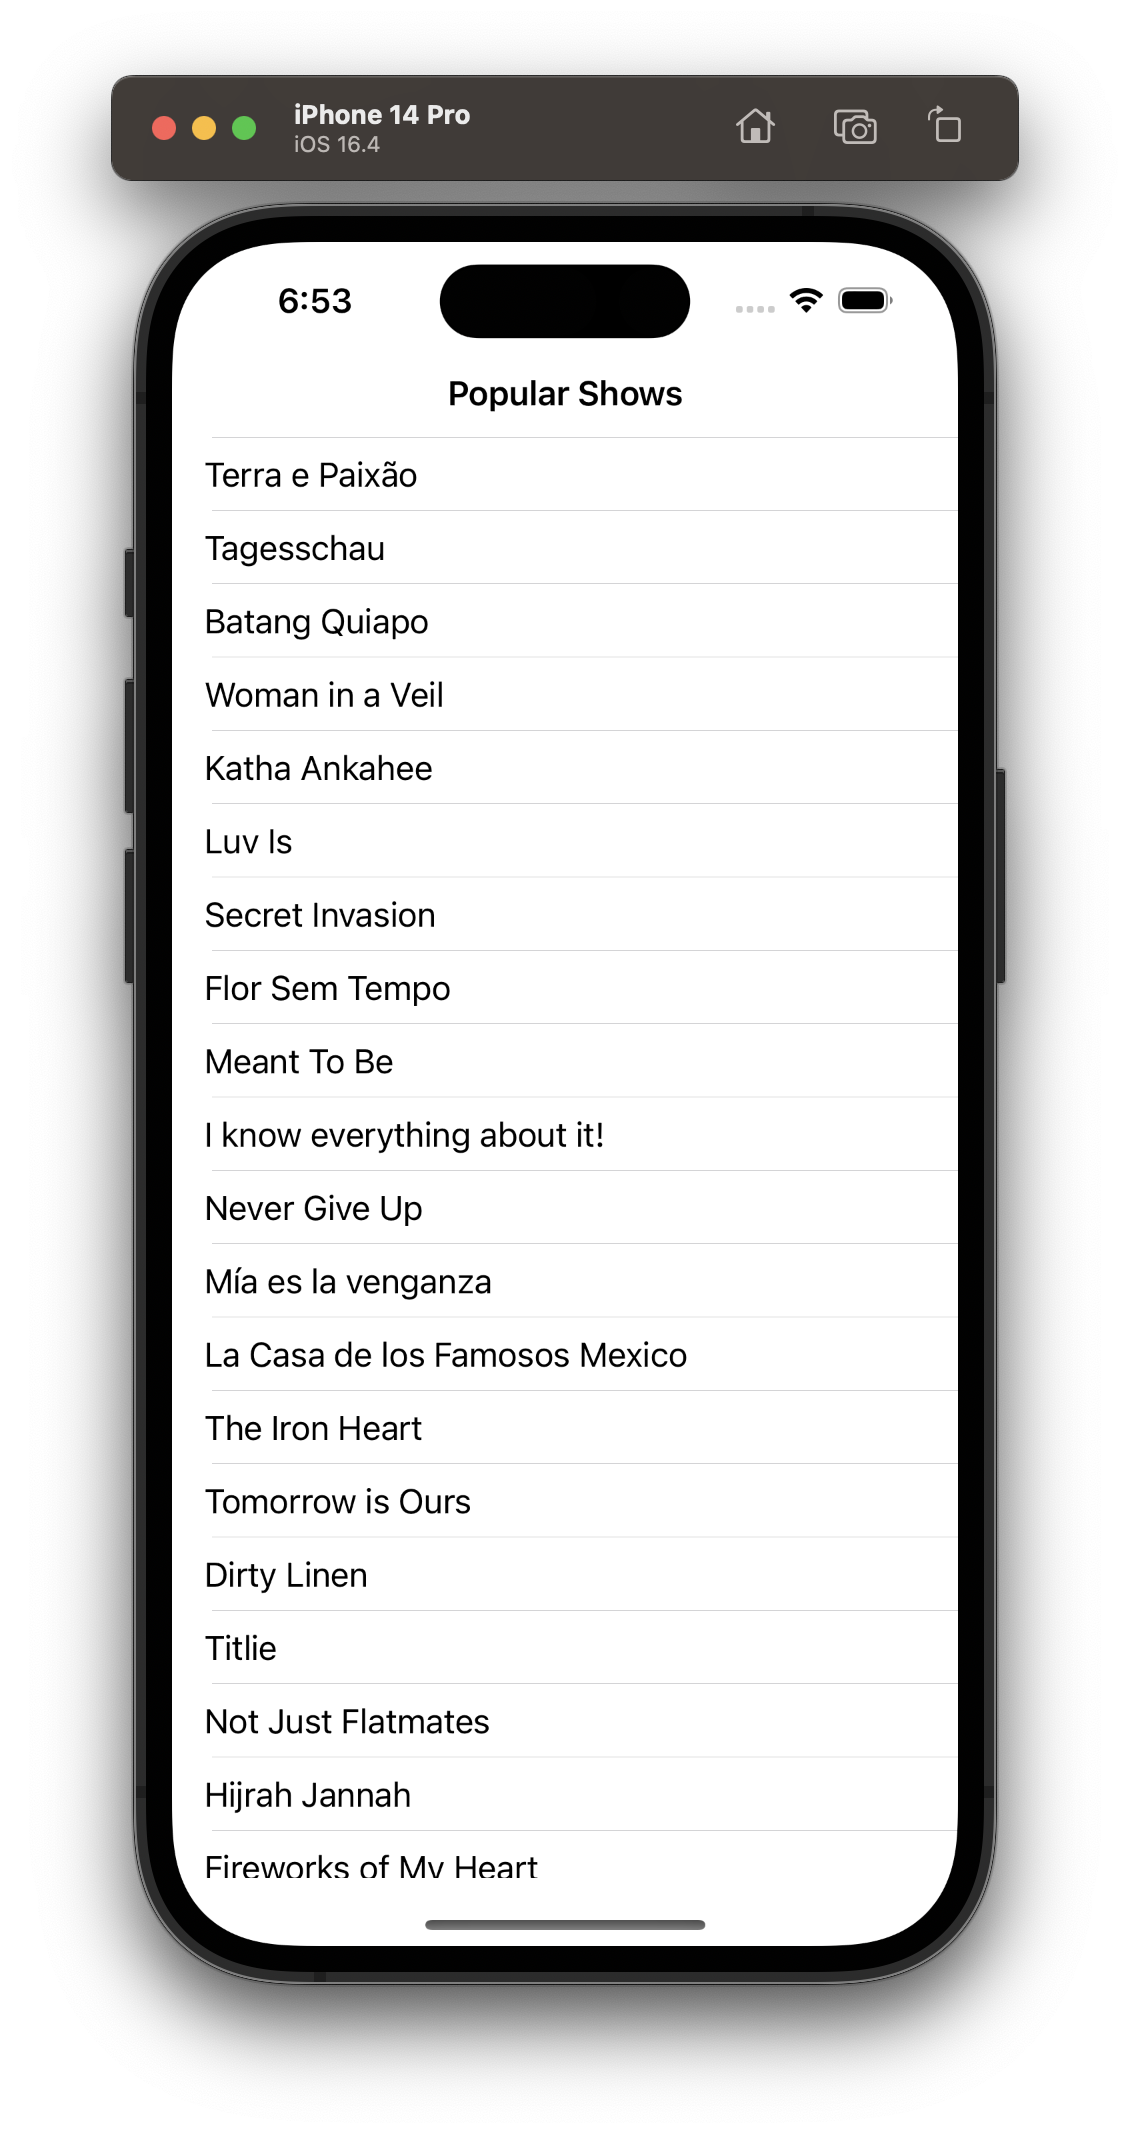 iPhone 14 Pro
iOS 16.4
6:53
Popular Shows
Terra e Paixão
Tagesschau
Batang Quiapo
Woman in a Veil
Katha Ankahee
Luv Is
Secret Invasion
Flor Sem Tempo
Meant To Be
I know everything about it!
Never Give Up
Mía es la venganza
La Casa de los Famosos Mexico
The Iron Heart
Tomorrow is Ours
Dirty Linen
Titlie
Not Just Flatmates
Hijrah Jannah
Fireworks of My Heart